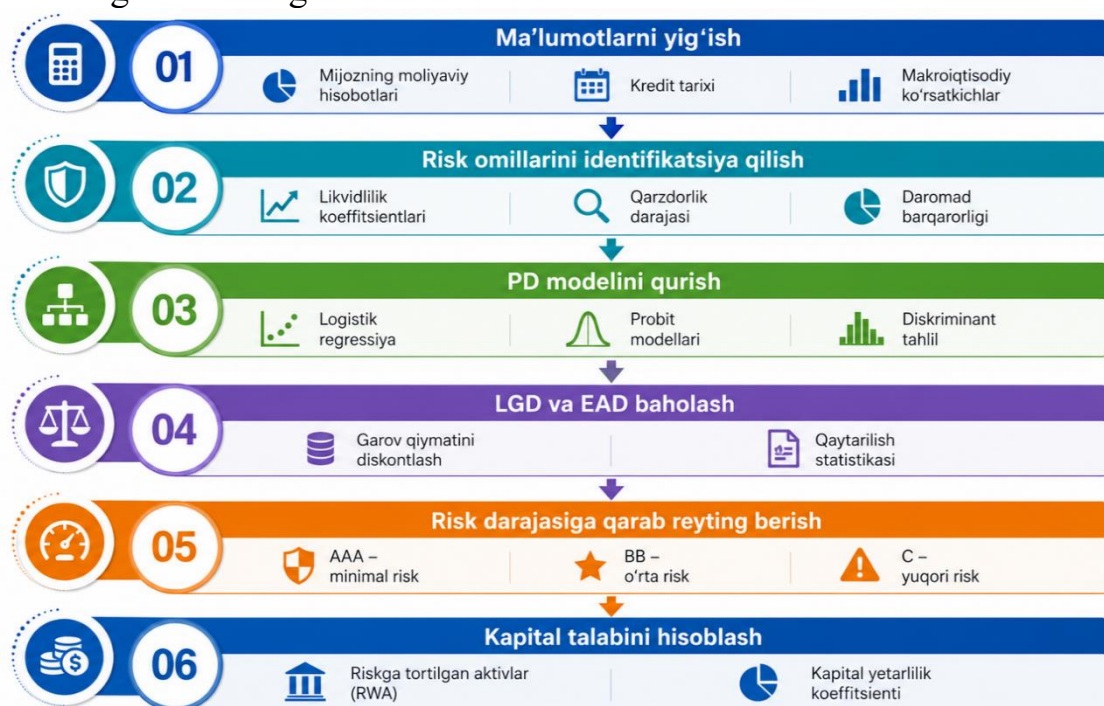 01
Ma’lumotlarni yig‘ish
Mijozning moliyaviy
hisobotlari
Kredit tarixi
Makroiqtisodiy
ko‘rsatkichlar
02
Risk omillarini identifikatsiya qilish
Likvidlilik
koeffitsientlari
Qarzdorlik
darajasi
Daromad
barqarorligi
03
PD modelini qurish
Logistik
regressiya
Probit
modellari
Diskriminant
tahlil
04
LGD va EAD baholash
Garov qiymatini
diskontlash
Qaytarilish
statistikasi
05
Risk darajasiga qarab reyting berish
AAA –
minimal risk
BB –
o‘rta risk
C –
yuqori risk
06
Kapital talabini hisoblash
Riskga tortilgan aktivlar
(RWA)
Kapital yetarlilik
koeffitsienti